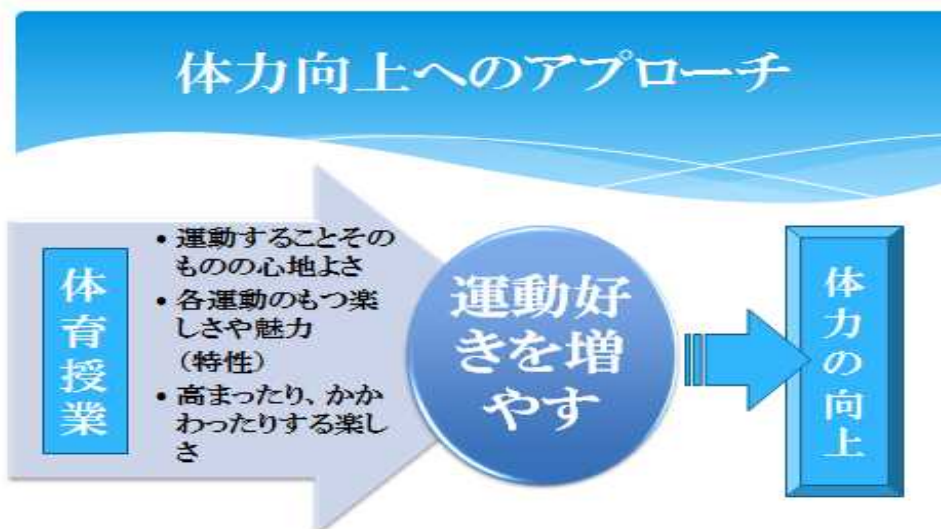 体力向上へのアプローチ
体育授業
• 運動することその
ものの心地よさ
• 各運動のもつ楽
しさや魅力
（特性）
• 高まったり、かか
わったりする楽し
さ
運動好
きを増
やす
体力の向上